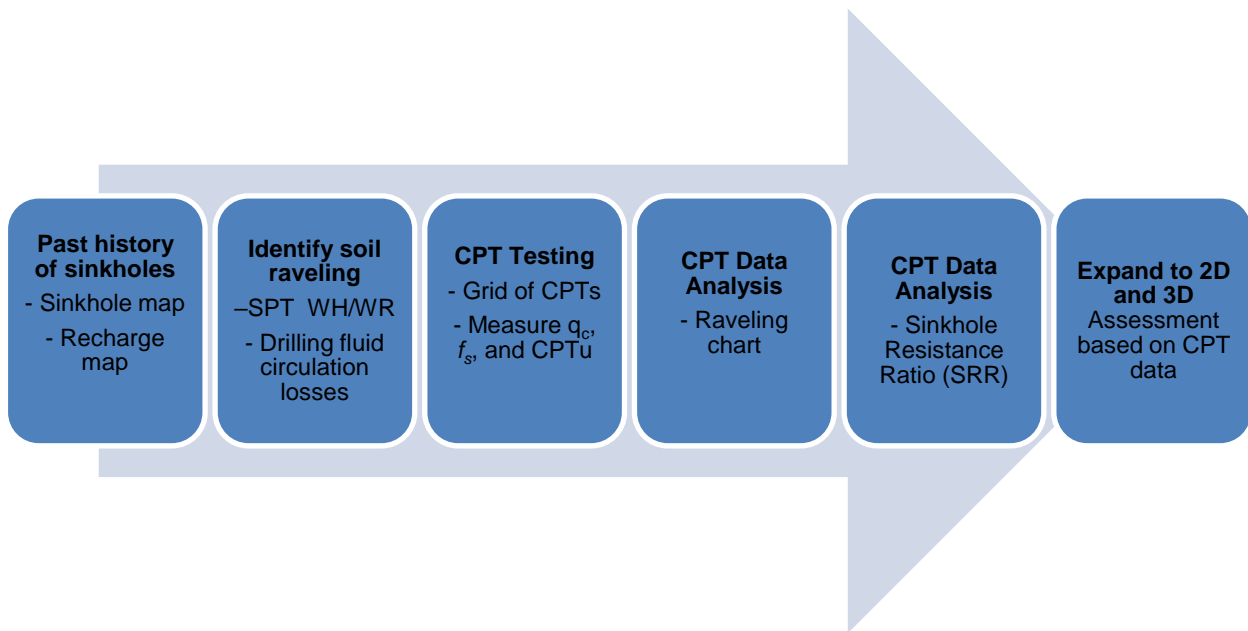 Past history
of sinkholes
- Sinkhole map
- Recharge
map
Identify soil
raveling
–SPT WH/WR
- Drilling fluid
circulation
losses
CPT Testing
- Grid of CPTs
- Measure qc,
fs, and CPTu
CPT Data
Analysis
- Raveling
chart
CPT Data
Analysis
- Sinkhole
Resistance
Ratio (SRR)
Expand to 2D
and 3D
Assessment
based on CPT
data